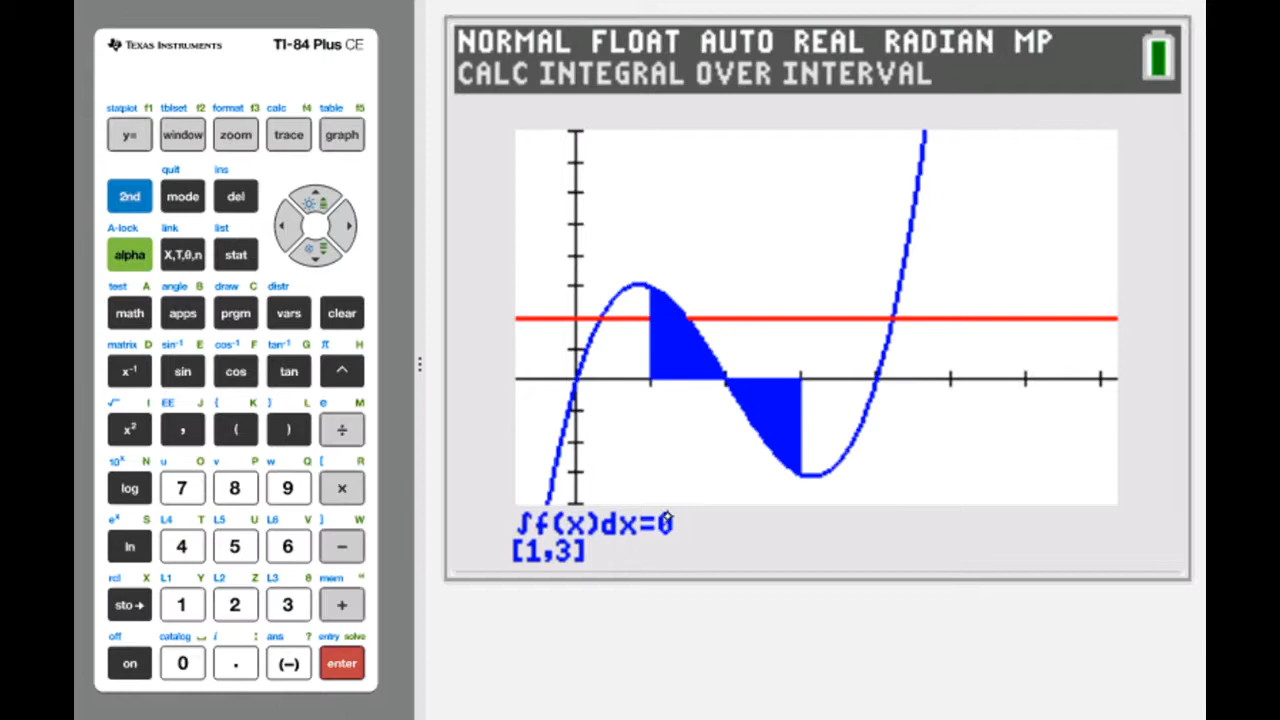 TEXAS INSTRUMENTS TI-84 Plus CE
statplot f1 tblset f2 format f3 calc f4 table f5
y= window zoom trace graph
quit ins
2nd mode del
A-lock link list
alpha X,T,θ,n stat
test A angle B draw C distr
math apps prgm vars clear
matrix D sin⁻¹ E cos⁻¹ F tan⁻¹ G π H
x⁻¹ sin cos tan ^
√ I EE J { K } L e M
x² , ( ) ÷
10ˣ N u O v P w Q [ R
log 7 8 9 ×
eˣ S L4 T L5 U L6 V ] W
ln 4 5 6 −
rcl X L1 Y L2 Z L3 θ mem "
sto→ 1 2 3 +
off catalog i : ans ? entry solve
on 0 . (−) enter
NORMAL FLOAT AUTO REAL RADIAN MP
CALC INTEGRAL OVER INTERVAL
∫f(x)dx=0
[1,3]